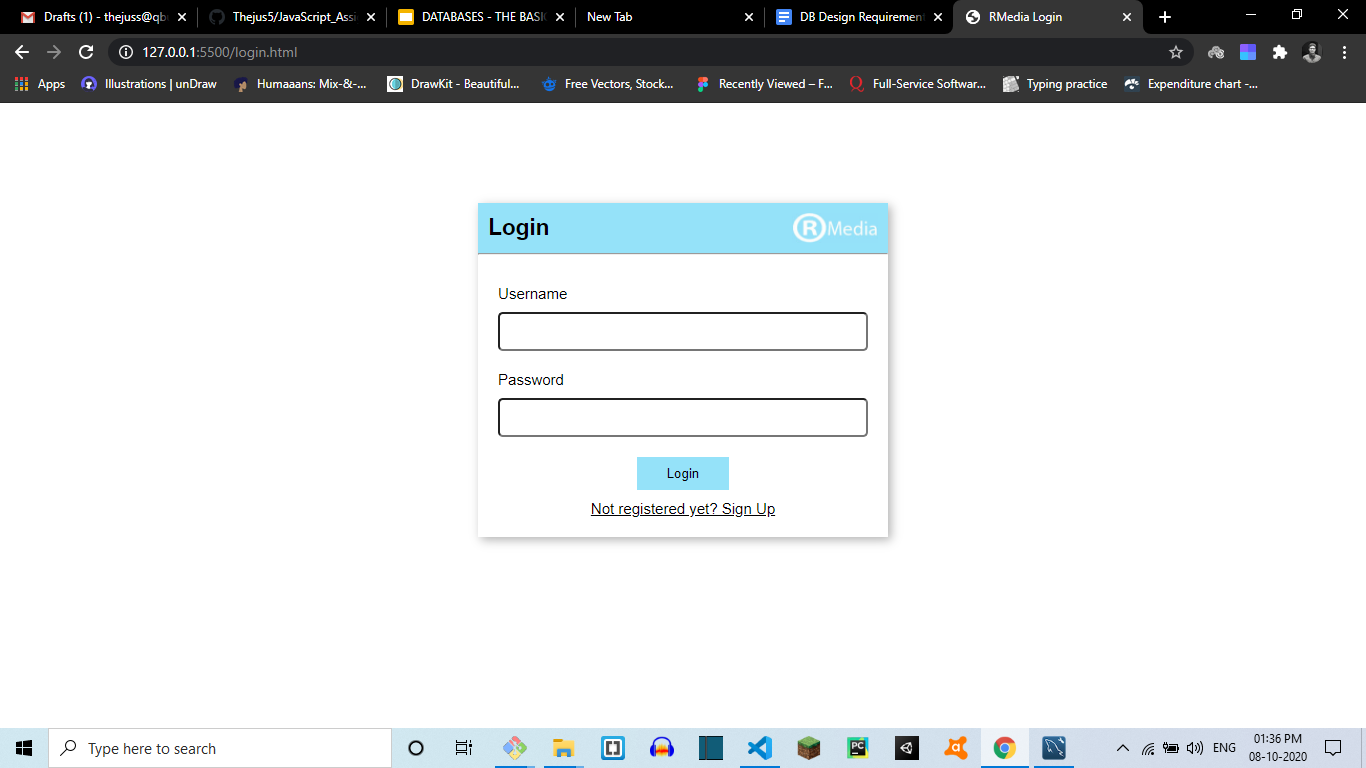 Drafts (1) - thejuss@qb
Thejus5/JavaScript_Assi
DATABASES - THE BASI
New Tab
DB Design Requirement
RMedia Login
127.0.0.1:5500/login.html
Apps
Illustrations | unDraw
Humaaans: Mix-&-...
DrawKit - Beautiful...
Free Vectors, Stock...
Recently Viewed – F...
Full-Service Softwar...
Typing practice
Expenditure chart -...
Login
R Media
Username
Password
Login
Not registered yet? Sign Up
Type here to search
PC
ENG
01:36 PM
08-10-2020